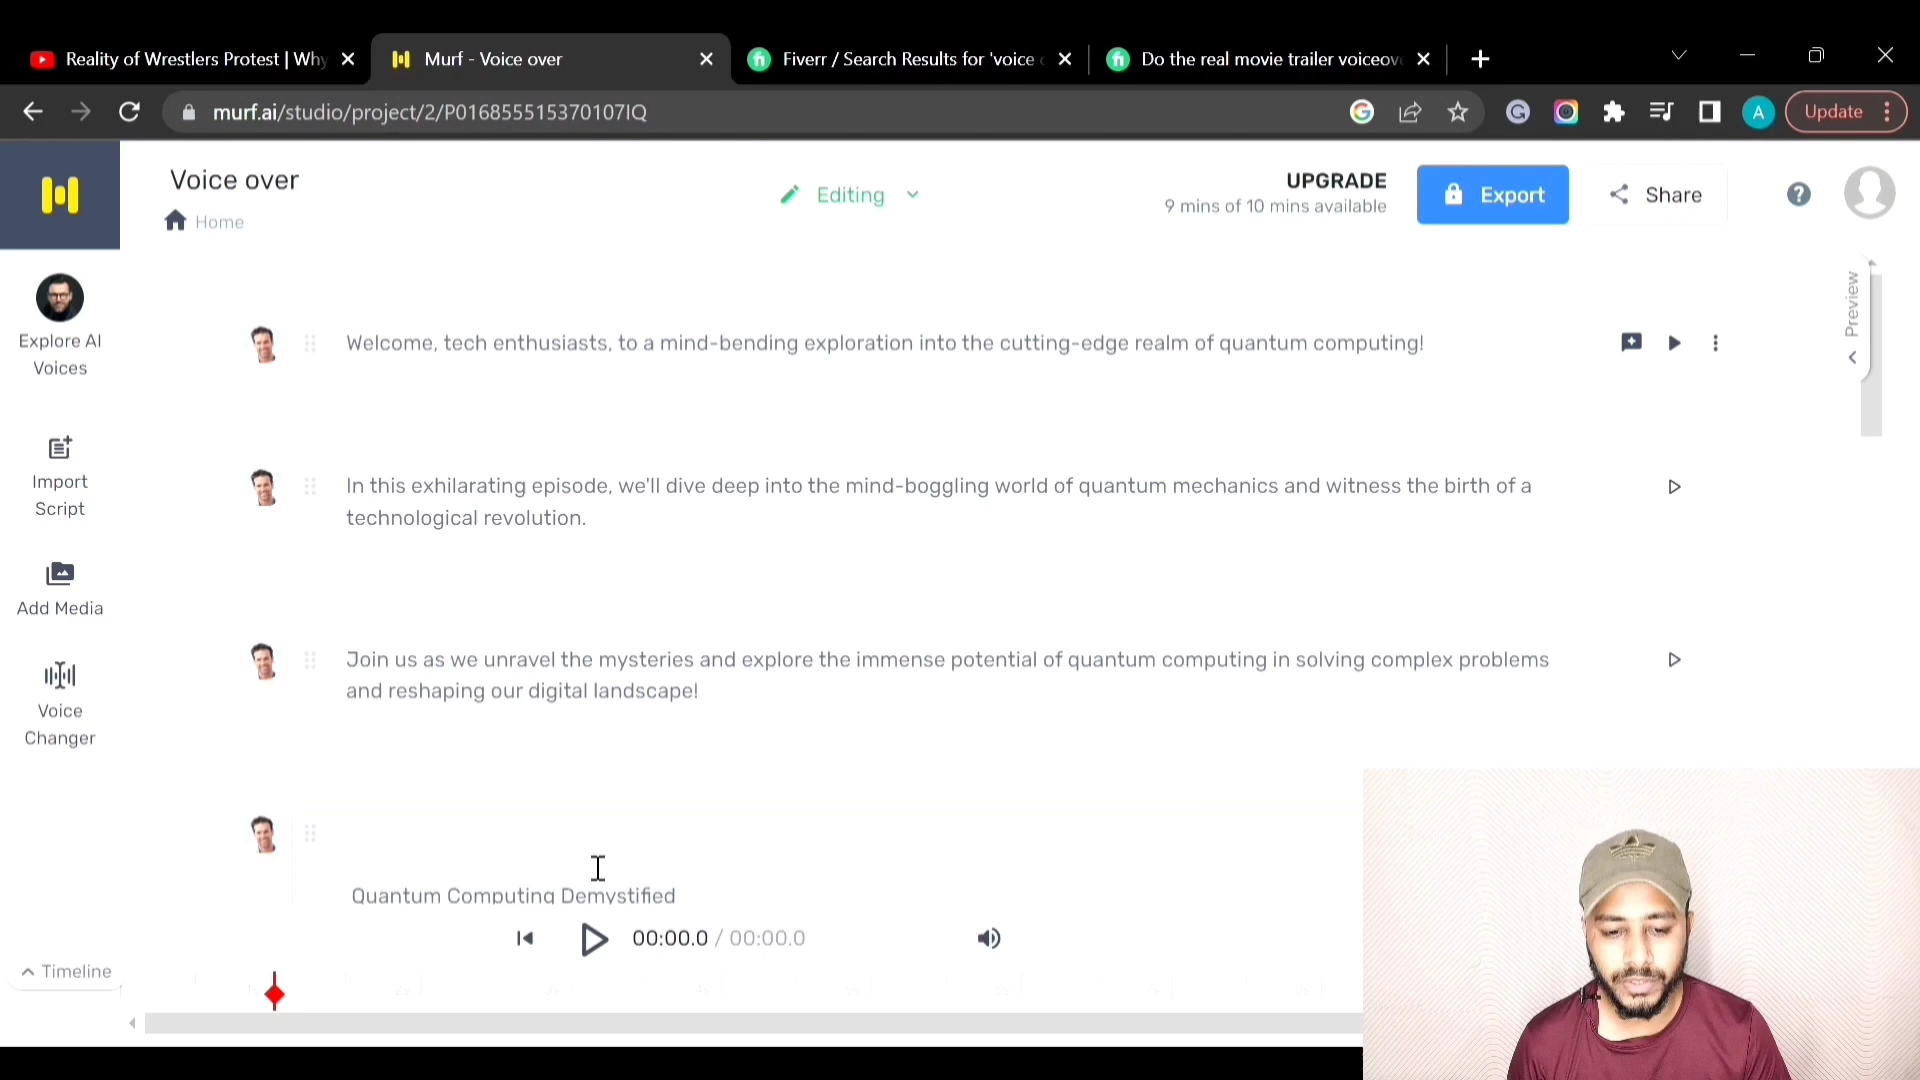 Reality of Wrestlers Protest | Why
Murf - Voice over
Fiverr / Search Results for 'voice
Do the real movie trailer voiceov
murf.ai/studio/project/2/P016855515370107IQ
A
Update
Voice over
Home
Editing
UPGRADE
9 mins of 10 mins available
Export
Share
Explore AI
Voices
Import
Script
Add Media
Voice
Changer
Preview
Welcome, tech enthusiasts, to a mind-bending exploration into the cutting-edge realm of quantum computing!
In this exhilarating episode, we'll dive deep into the mind-boggling world of quantum mechanics and witness the birth of a
technological revolution.
Join us as we unravel the mysteries and explore the immense potential of quantum computing in solving complex problems
and reshaping our digital landscape!
Quantum Computing Demystified
00:00.0 / 00:00.0
Timeline